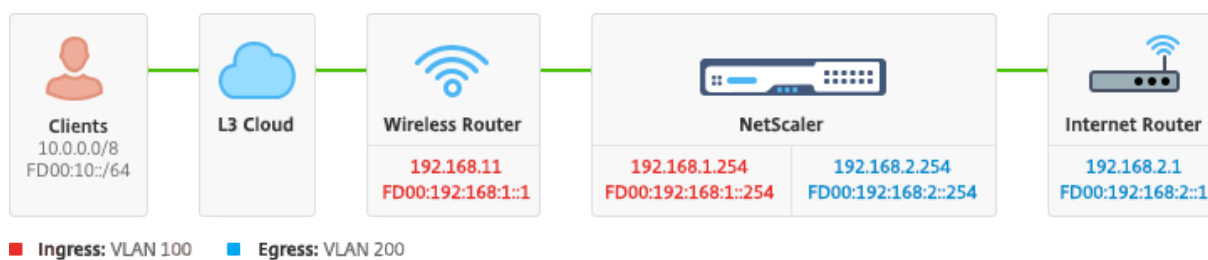 Clients
10.0.0.0/8
FD00:10::/64
L3 Cloud
Wireless Router
192.168.11
FD00:192:168:1::1
NetScaler
192.168.1.254
FD00:192:168:1::254
192.168.2.254
FD00:192:168:2::254
Internet Router
192.168.2.1
FD00:192:168:2::1
Ingress: VLAN 100
Egress: VLAN 200